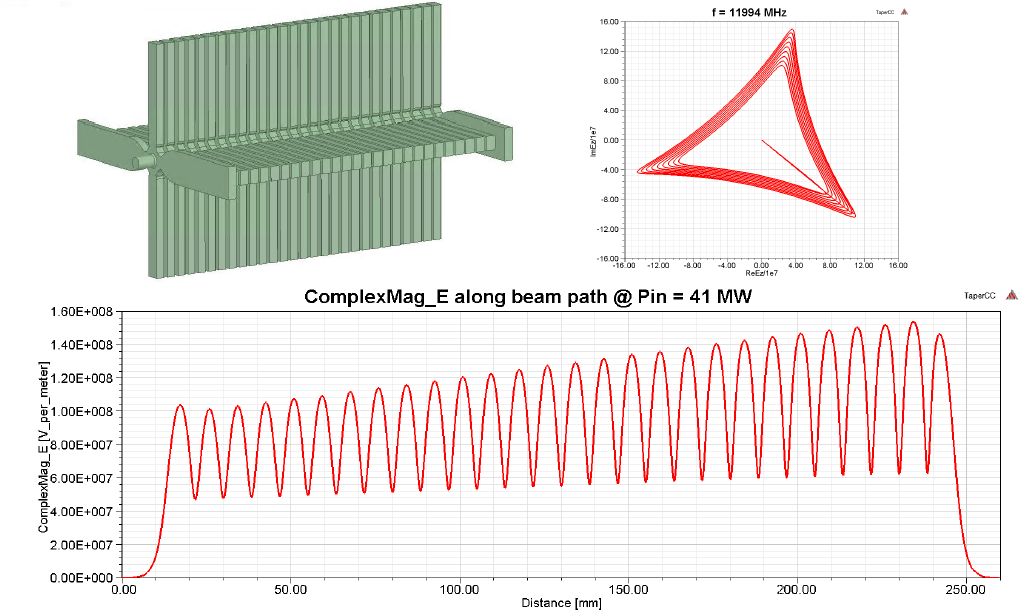 f = 11994 MHz
TaperCC
16.00
12.00
8.00
4.00
0.00
-4.00
-8.00
-12.00
-16.00
ImEz/1e7
-16.00 -12.00 -8.00 -4.00 0.00 4.00 8.00 12.00 16.00
ReEz/1e7
ComplexMag_E along beam path @ Pin = 41 MW
TaperCC
1.60E+008
1.40E+008
1.20E+008
1.00E+008
8.00E+007
6.00E+007
4.00E+007
2.00E+007
0.00E+000
ComplexMag_E [V_per_meter]
0.00 50.00 100.00 150.00 200.00 250.00
Distance [mm]